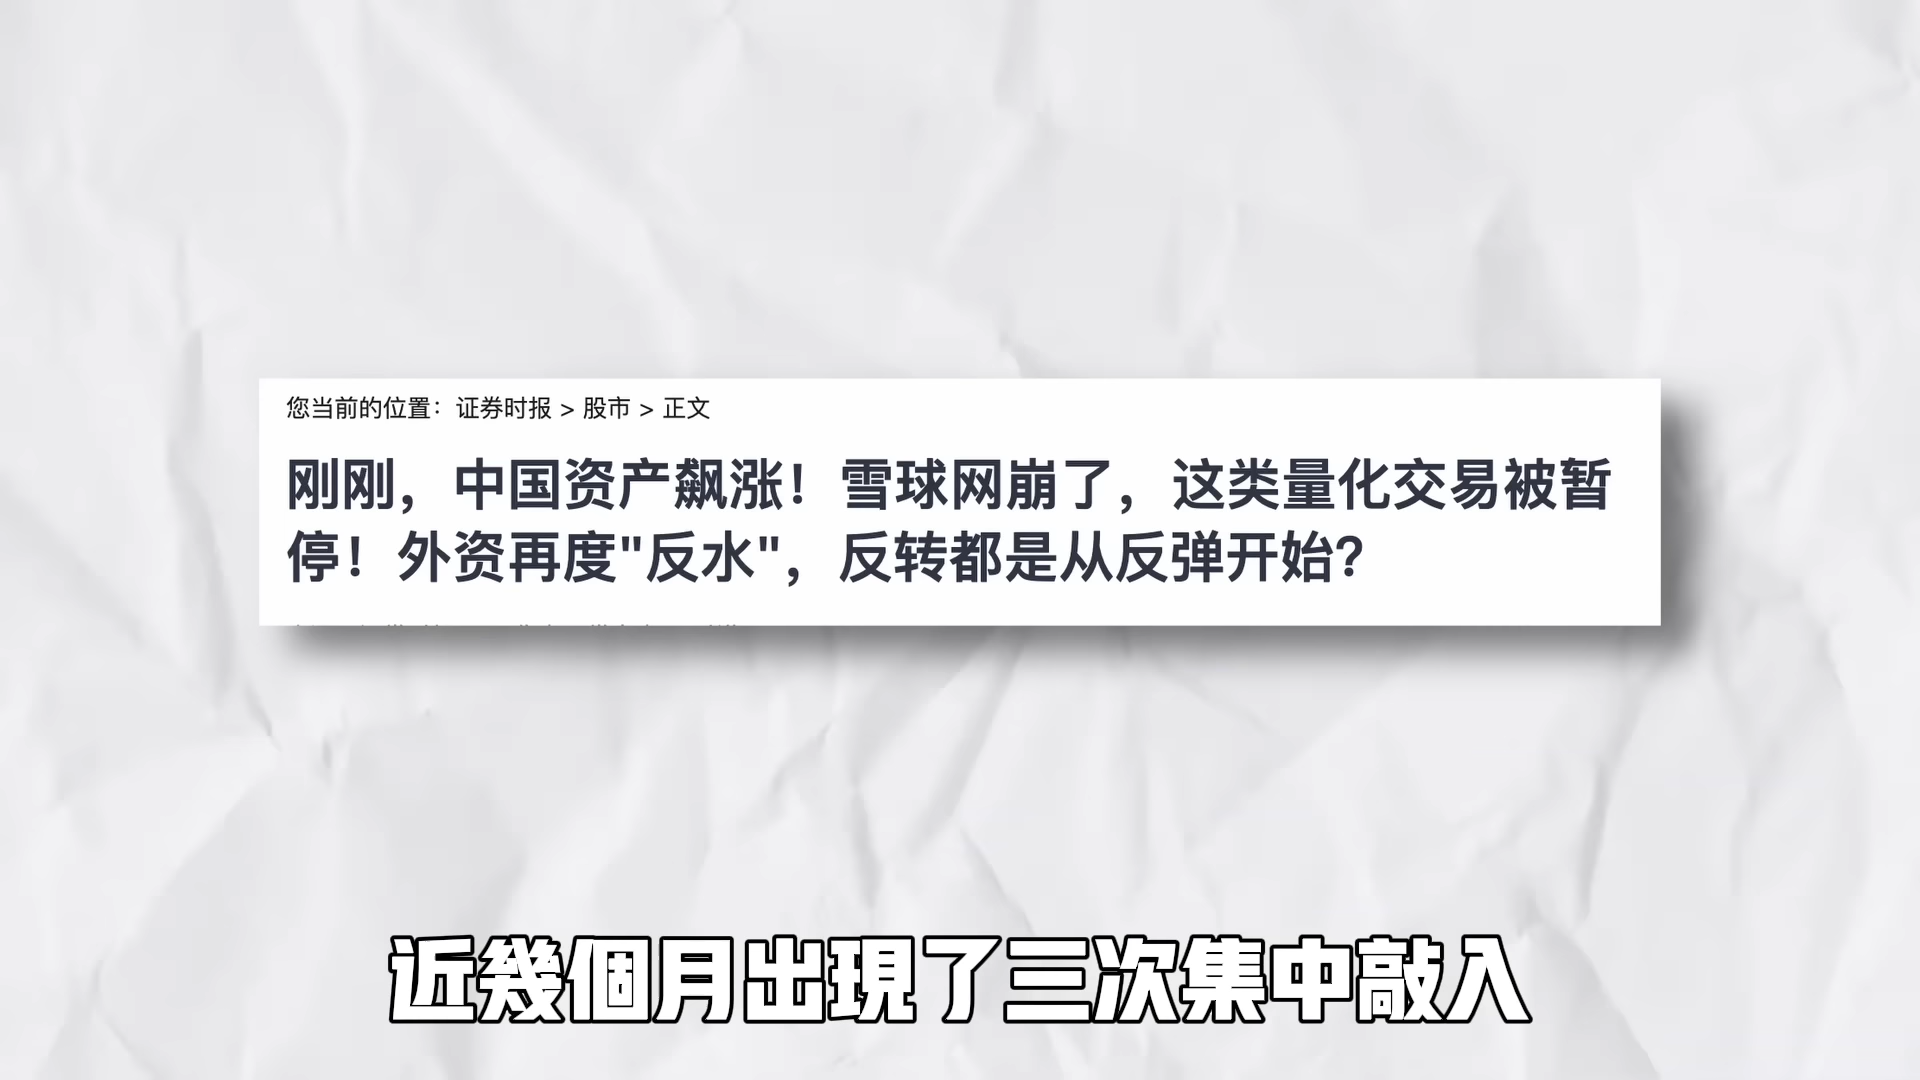 您当前的位置：证券时报 > 股市 > 正文
刚刚，中国资产飙涨！雪球网崩了，这类量化交易被暂
停！外资再度"反水"，反转都是从反弹开始？
近幾個月出現了三次集中敲入